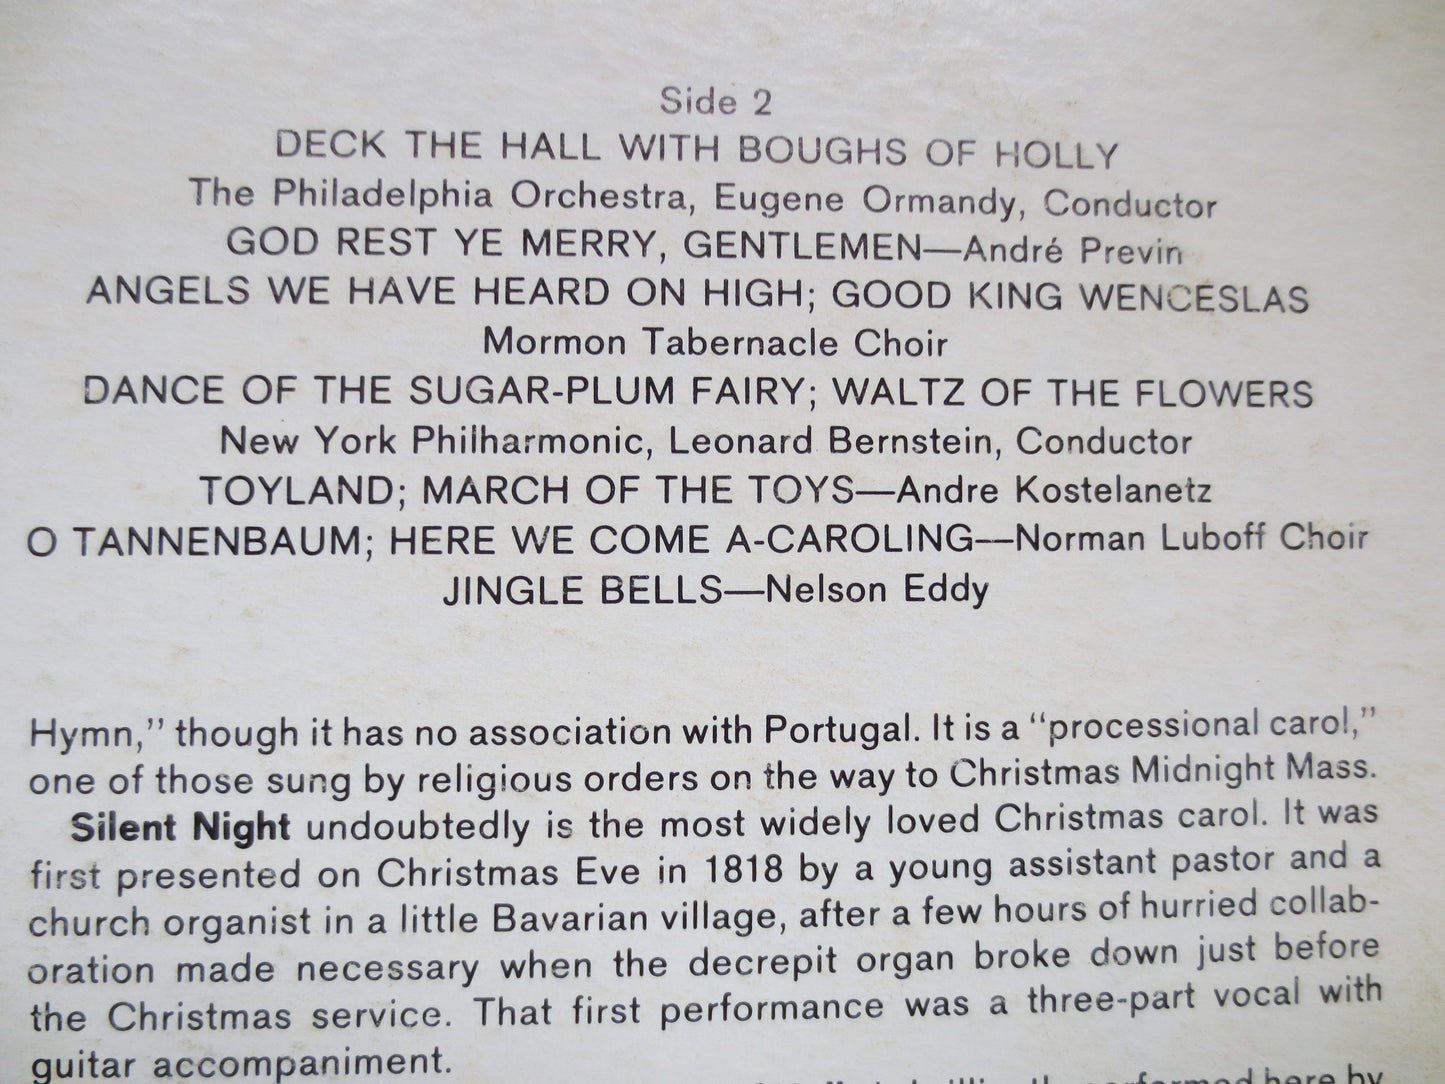 Side 2
DECK THE HALL WITH BOUGHS OF HOLLY
The Philadelphia Orchestra, Eugene Ormandy, Conductor
GOD REST YE MERRY, GENTLEMEN—André Previn
ANGELS WE HAVE HEARD ON HIGH; GOOD KING WENCESLAS
Mormon Tabernacle Choir
DANCE OF THE SUGAR-PLUM FAIRY; WALTZ OF THE FLOWERS
New York Philharmonic, Leonard Bernstein, Conductor
TOYLAND; MARCH OF THE TOYS—Andre Kostelanetz
O TANNENBAUM; HERE WE COME A-CAROLING—Norman Luboff Choir
JINGLE BELLS—Nelson Eddy
Hymn,” though it has no association with Portugal. It is a “processional carol,”
one of those sung by religious orders on the way to Christmas Midnight Mass.
Silent Night undoubtedly is the most widely loved Christmas carol. It was
first presented on Christmas Eve in 1818 by a young assistant pastor and a
church organist in a little Bavarian village, after a few hours of hurried collab-
oration made necessary when the decrepit organ broke down just before
the Christmas service. That first performance was a three-part vocal with
guitar accompaniment.
performed here by